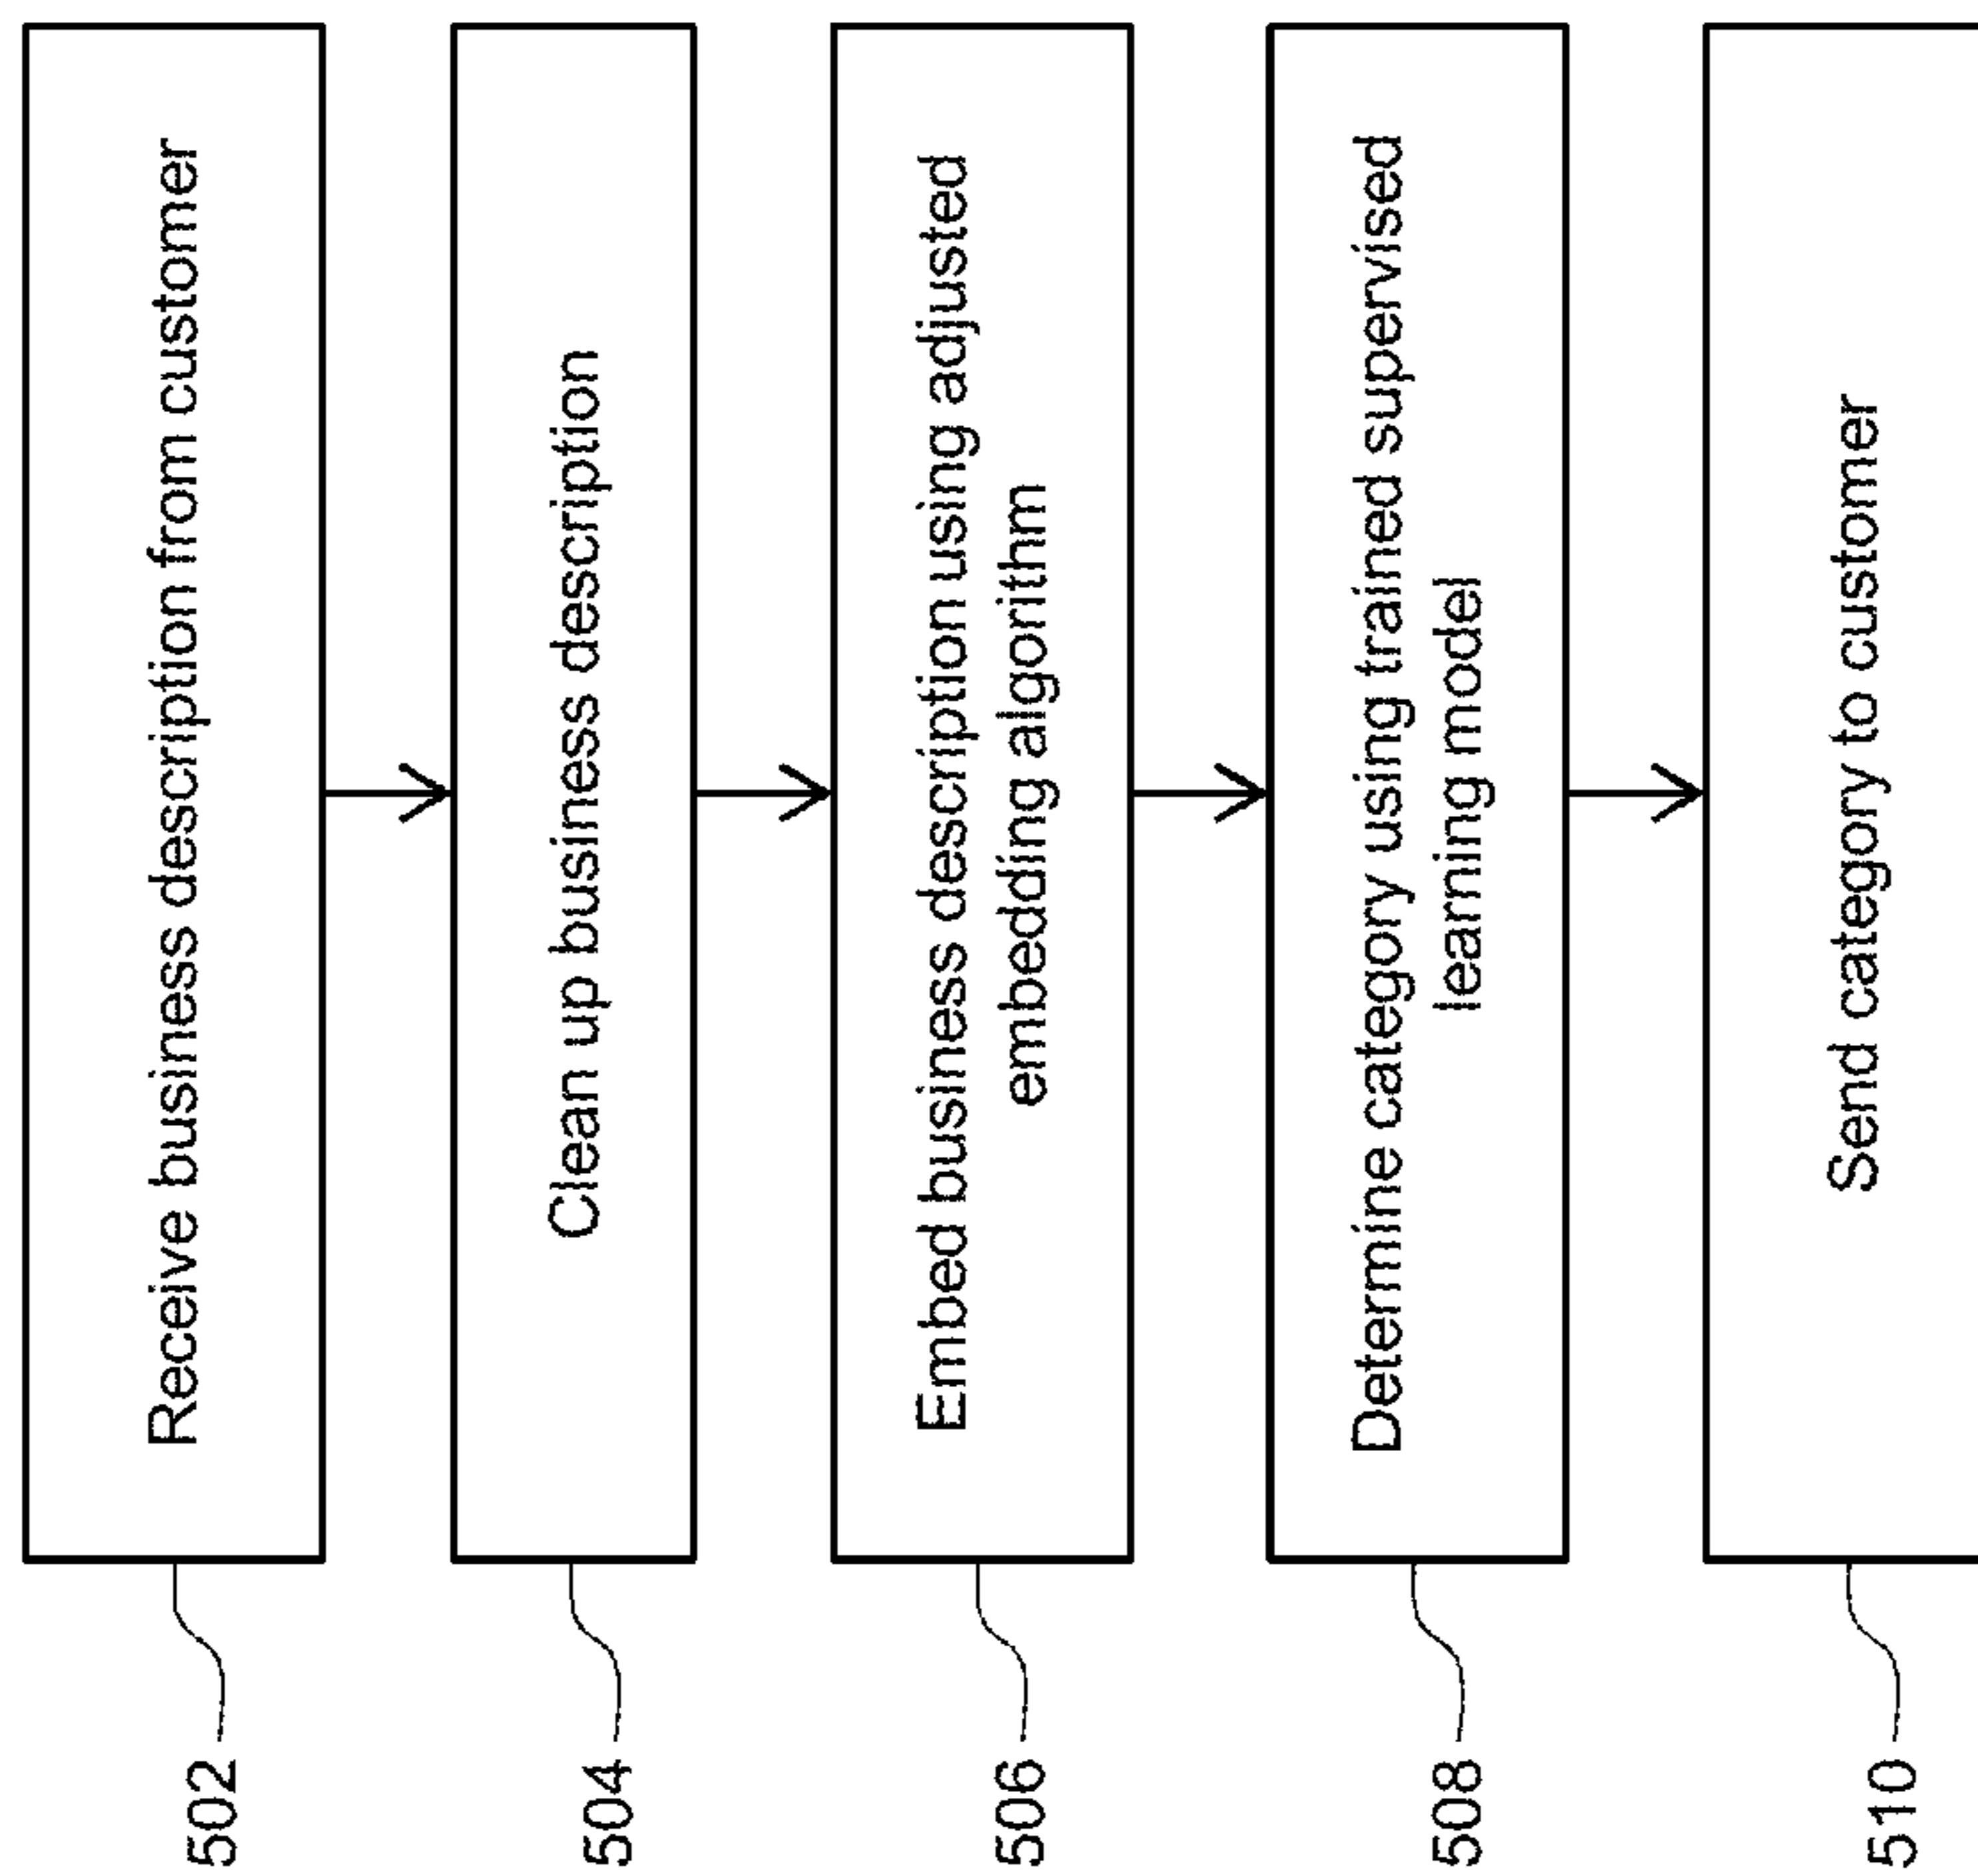 502
Receive business description from customer
504
Clean up business description
506
Embed business description using adjusted
embedding algorithm
508
Determine category using trained supervised
learning model
510
Send category to customer